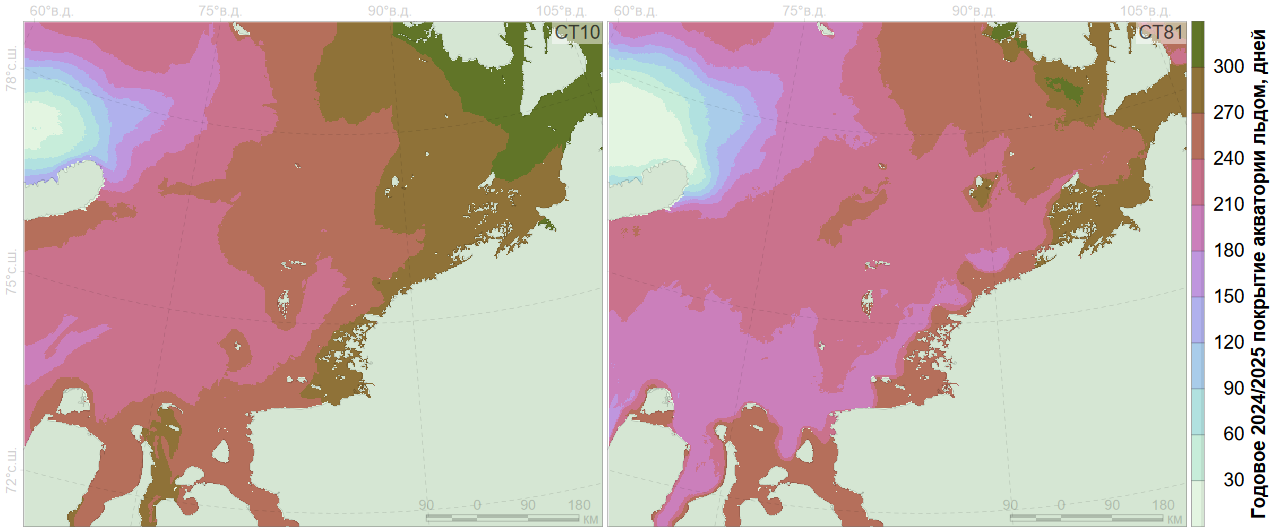 60°в.д. 75°в.д. 90°в.д. 105°в.д. 60°в.д. 75°в.д. 90°в.д. 105°в.д.
СТ10 СТ81
78°с.ш.
75°с.ш.
72°с.ш.
90 0 90 180
км
90 0 90 180
км
300
270
240
210
180
150
120
90
60
30
Годовое 2024/2025 покрытие акватории льдом, дней